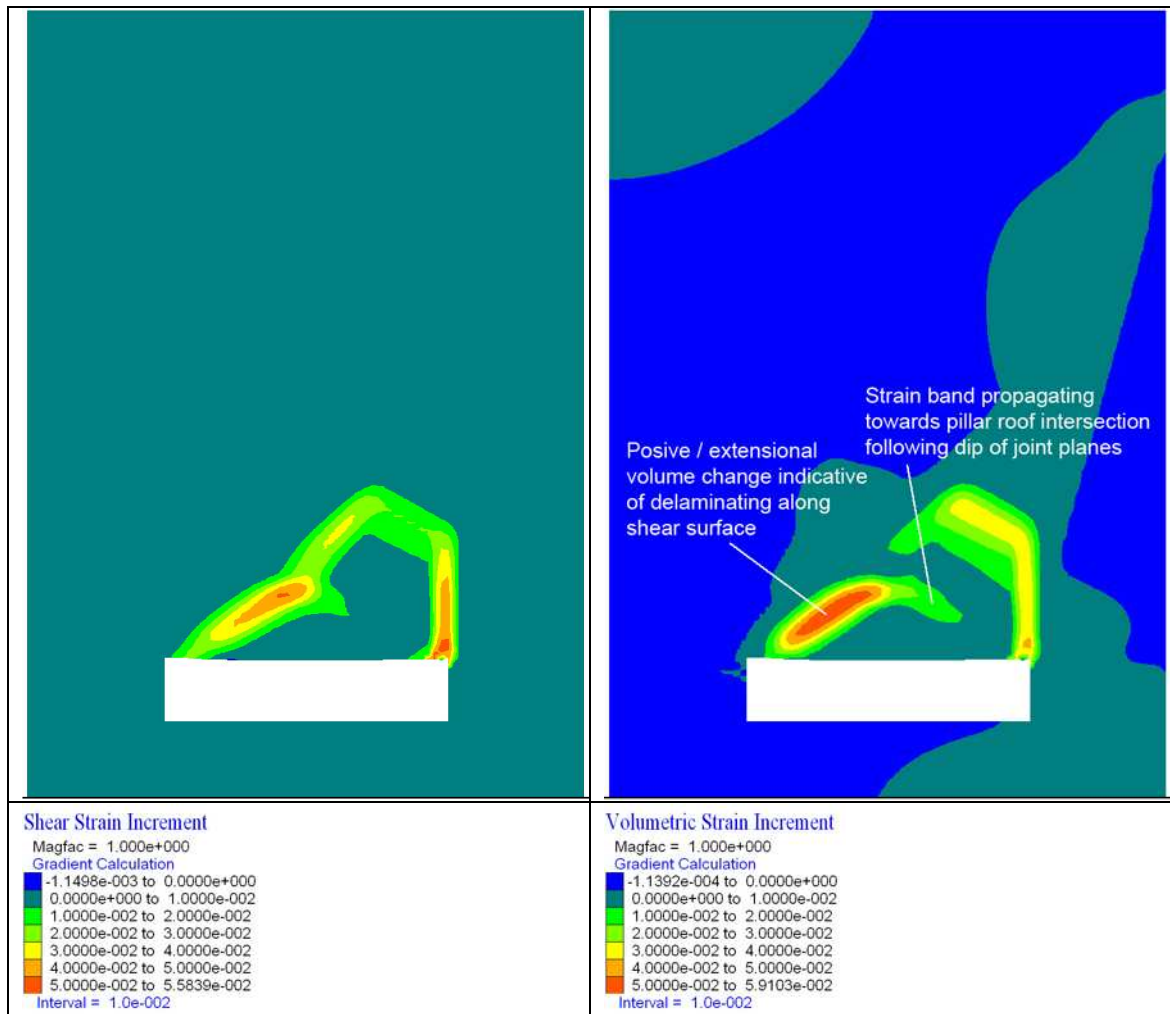 Strain band propagating
towards pillar roof intersection
following dip of joint planes
Posive / extensional
volume change indicative
of delaminating along
shear surface
Shear Strain Increment
Magfac = 1.000e+000
Gradient Calculation
-1.1498e-003 to 0.0000e+000
0.0000e+000 to 1.0000e-002
1.0000e-002 to 2.0000e-002
2.0000e-002 to 3.0000e-002
3.0000e-002 to 4.0000e-002
4.0000e-002 to 5.0000e-002
5.0000e-002 to 5.5839e-002
Interval = 1.0e-002
Volumetric Strain Increment
Magfac = 1.000e+000
Gradient Calculation
-1.1392e-004 to 0.0000e+000
0.0000e+000 to 1.0000e-002
1.0000e-002 to 2.0000e-002
2.0000e-002 to 3.0000e-002
3.0000e-002 to 4.0000e-002
4.0000e-002 to 5.0000e-002
5.0000e-002 to 5.9103e-002
Interval = 1.0e-002